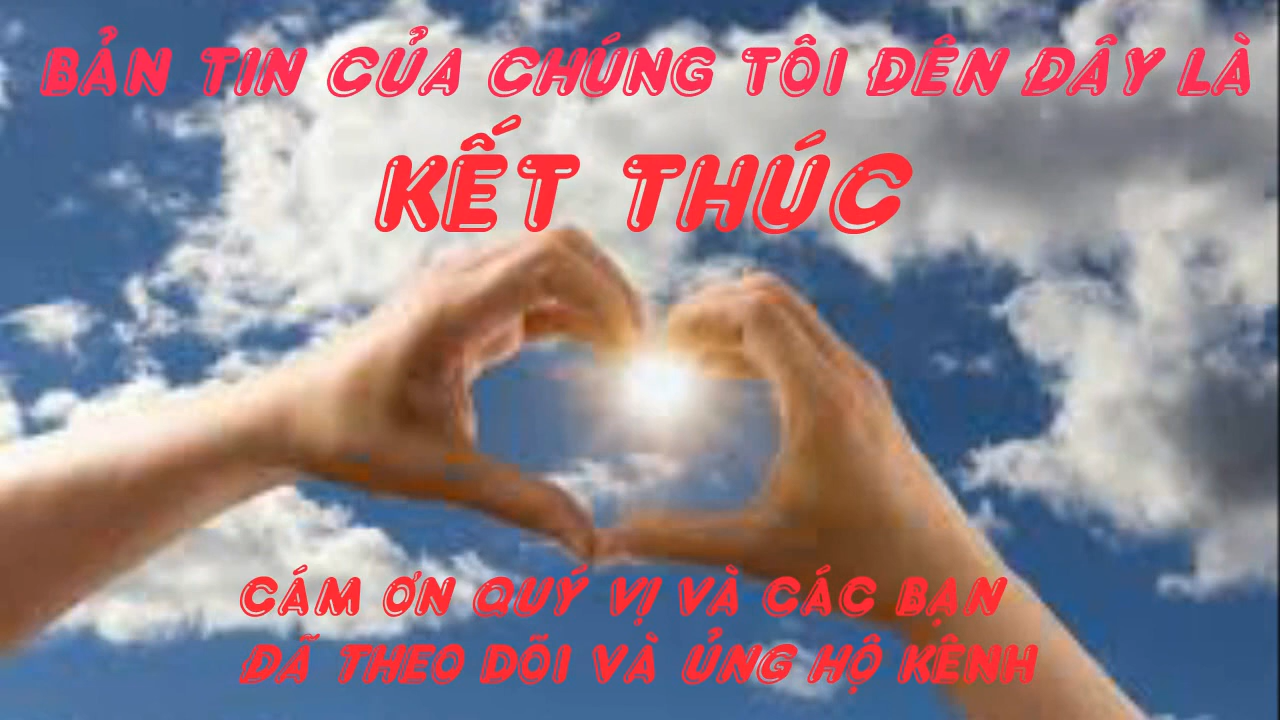 BẢN TIN CỦA CHÚNG TÔI ĐÊN ĐÂY LÀ
KẾT THÚC
CÁM ƠN QUÝ VỊ VÀ CÁC BẠN
ĐÃ THEO DÕI VÀ ỦNG HỘ KÊNH